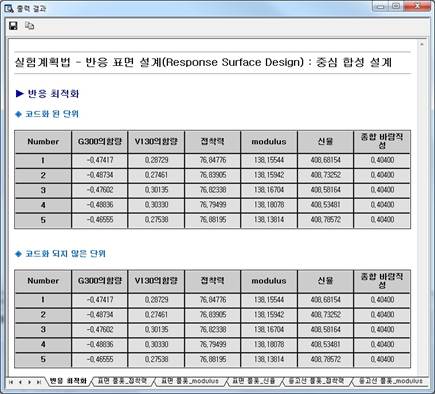 출력 결과
실험계획법 - 반응 표면 설계(Response Surface Design) : 중심 합성 설계
▶ 반응 최적화
◈ 코드화 된 단위
Number G300의함량 V130의함량 접착력 modulus 신율 종합 바람직성
1 -0,47417 0,28729 76,84776 138,15544 408,68154 0,40400
2 -0,48734 0,27461 76,83905 138,15942 408,73252 0,40400
3 -0,47602 0,30135 76,82338 138,16704 408,58164 0,40400
4 -0,48836 0,30330 76,79499 138,18078 408,53481 0,40400
5 -0,46555 0,27538 76,88195 138,13814 408,78572 0,40400
◈ 코드화 되지 않은 단위
Number G300의함량 V130의함량 접착력 modulus 신율 종합 바람직성
1 -0,47417 0,28729 76,84776 138,15544 408,68154 0,40400
2 -0,48734 0,27461 76,83905 138,15942 408,73252 0,40400
3 -0,47602 0,30135 76,82338 138,16704 408,58164 0,40400
4 -0,48836 0,30330 76,79499 138,18078 408,53481 0,40400
5 -0,46555 0,27538 76,88195 138,13814 408,78572 0,40400
반응 최적화 표면 플롯_접착력 표면 플롯_modulus 표면 플롯_신율 등고선 플롯_접착력 등고선 플롯_modulus